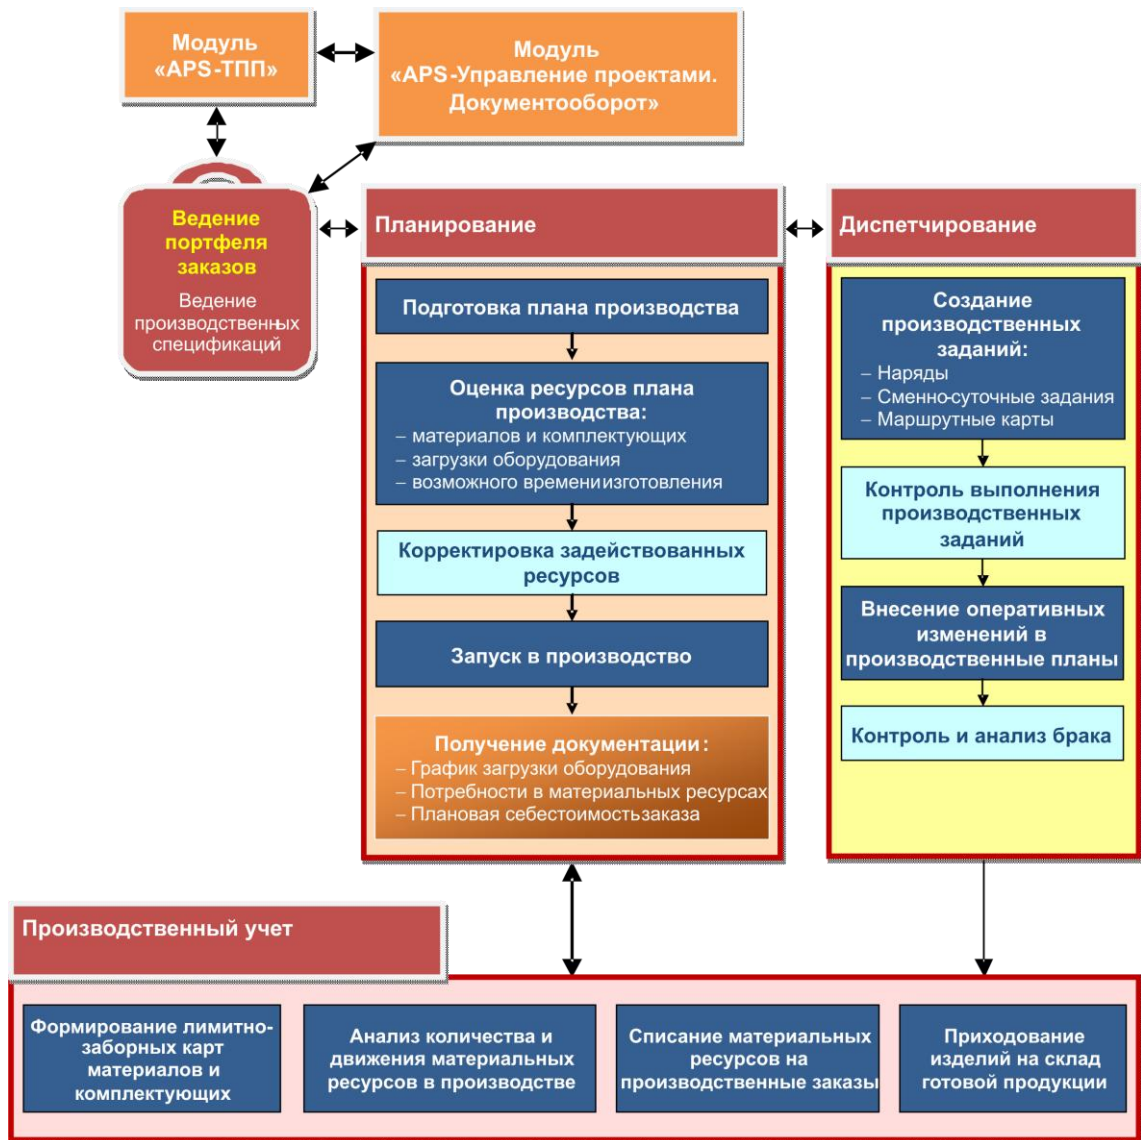 Модуль
«APS-ТПП»
Модуль
«APS-Управление проектами.
Документооборот»
Ведение
портфеля
заказов
Ведение
производственных
спецификаций
Планирование
Подготовка плана производства
Оценка ресурсов плана
производства:
– материалов и комплектующих
– загрузки оборудования
– возможного времени изготовления
Корректировка задействованных
ресурсов
Запуск в производство
Получение документации:
– График загрузки оборудования
– Потребности в материальных ресурсах
– Плановая себестоимость заказа
Диспетчирование
Создание
производственных
заданий:
– Наряды
– Сменно-суточные задания
– Маршрутные карты
Контроль выполнения
производственных
заданий
Внесение оперативных
изменений в
производственные планы
Контроль и анализ брака
Производственный учет
Формирование лимитно-
заборных карт
материалов и
комплектующих
Анализ количества и
движения материальных
ресурсов в производстве
Списание материальных
ресурсов на
производственные заказы
Приходование
изделий на склад
готовой продукции